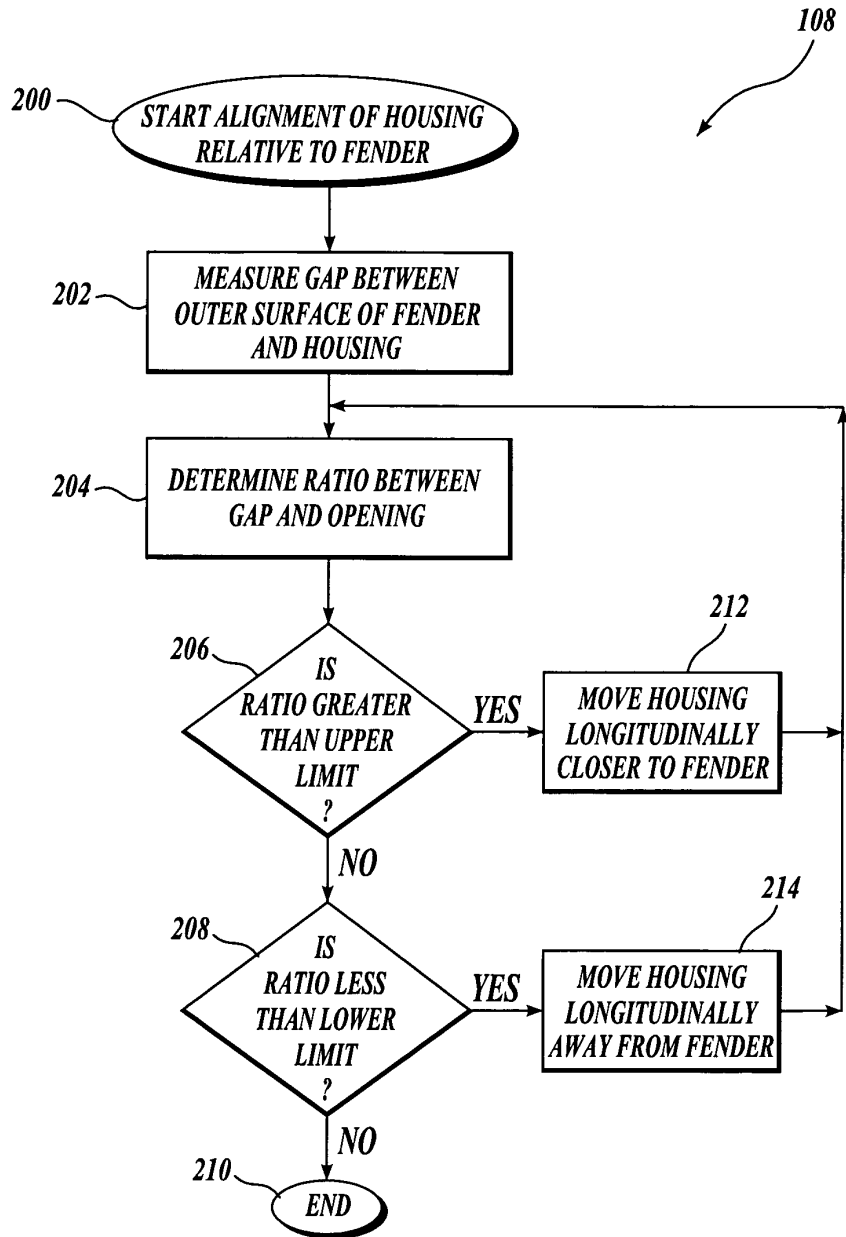 108
200
START ALIGNMENT OF HOUSING
RELATIVE TO FENDER
202
MEASURE GAP BETWEEN
OUTER SURFACE OF FENDER
AND HOUSING
204
DETERMINE RATIO BETWEEN
GAP AND OPENING
206
IS
RATIO GREATER
THAN UPPER
LIMIT
?
YES
212
MOVE HOUSING
LONGITUDINALLY
CLOSER TO FENDER
NO
208
IS
RATIO LESS
THAN LOWER
LIMIT
?
YES
214
MOVE HOUSING
LONGITUDINALLY
AWAY FROM FENDER
NO
210
END